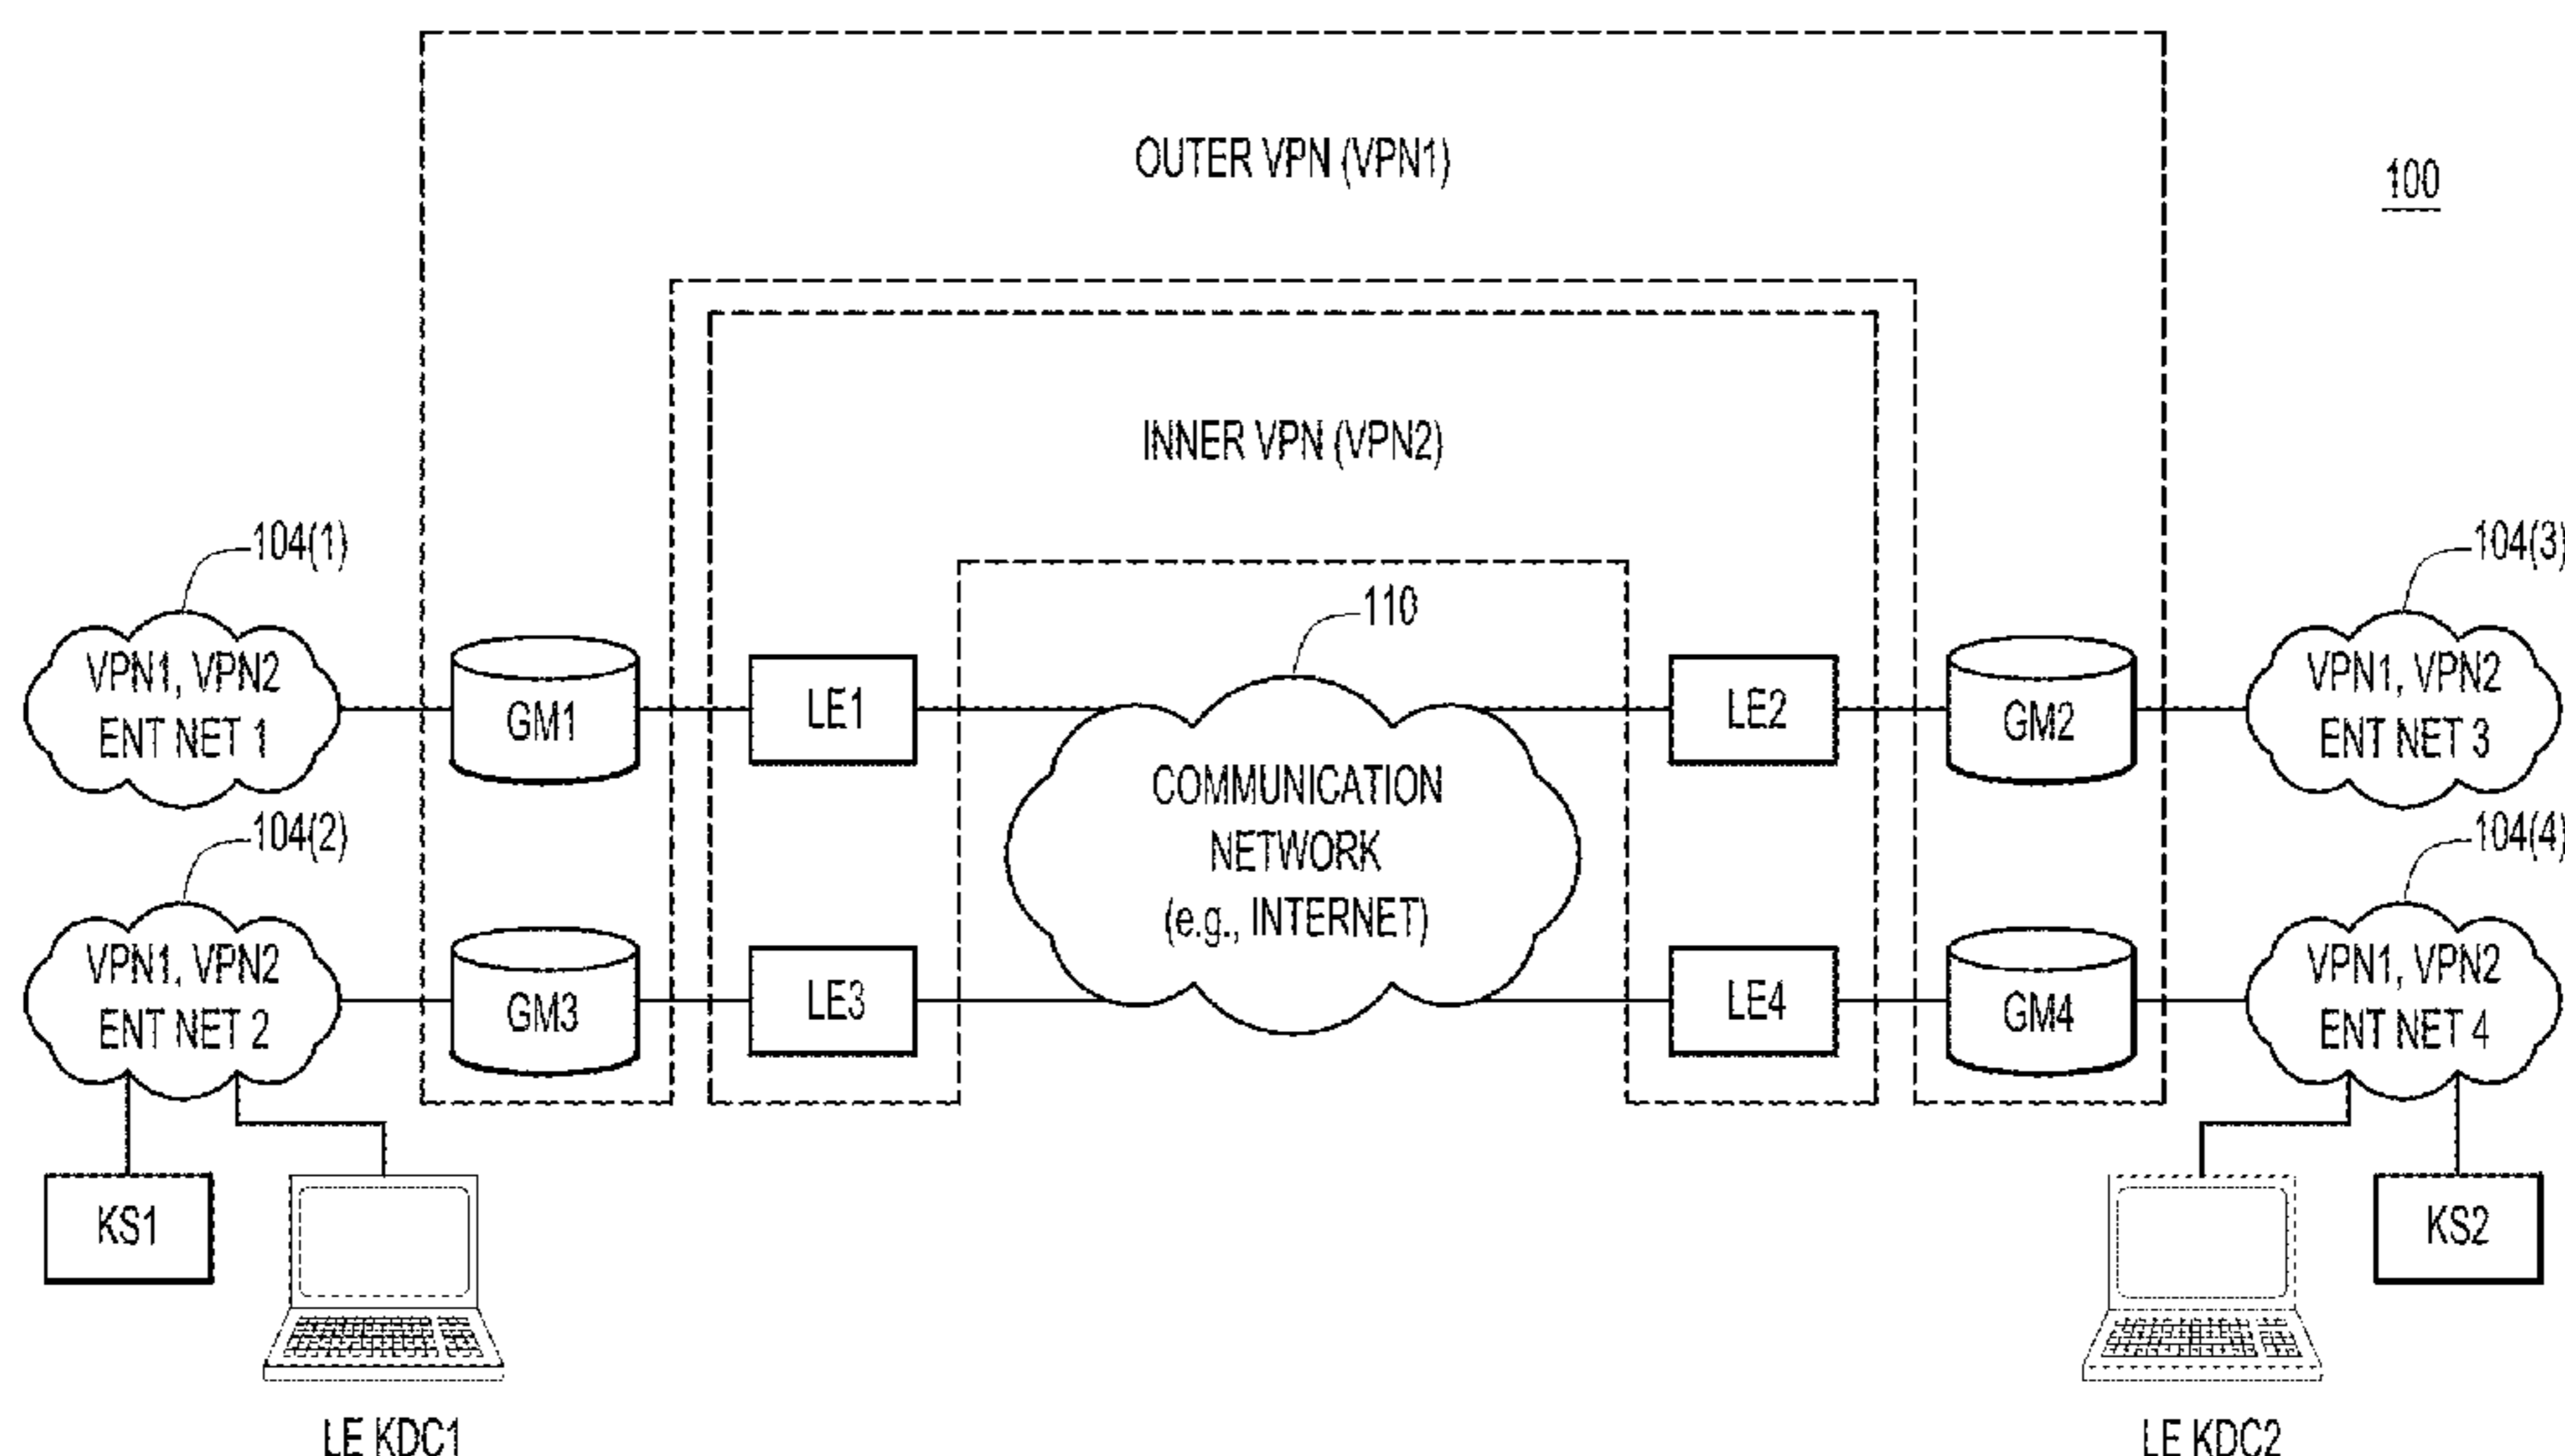 OUTER VPN (VPN1)
100
INNER VPN (VPN2)
104(1)
110
104(3)
VPN1, VPN2
ENT NET 1
GM1
LE1
LE2
GM2
VPN1, VPN2
ENT NET 3
COMMUNICATION
NETWORK
(e.g., INTERNET)
104(2)
104(4)
VPN1, VPN2
ENT NET 2
GM3
LE3
LE4
GM4
VPN1, VPN2
ENT NET 4
KS1
KS2
LE KDC1
LE KDC2